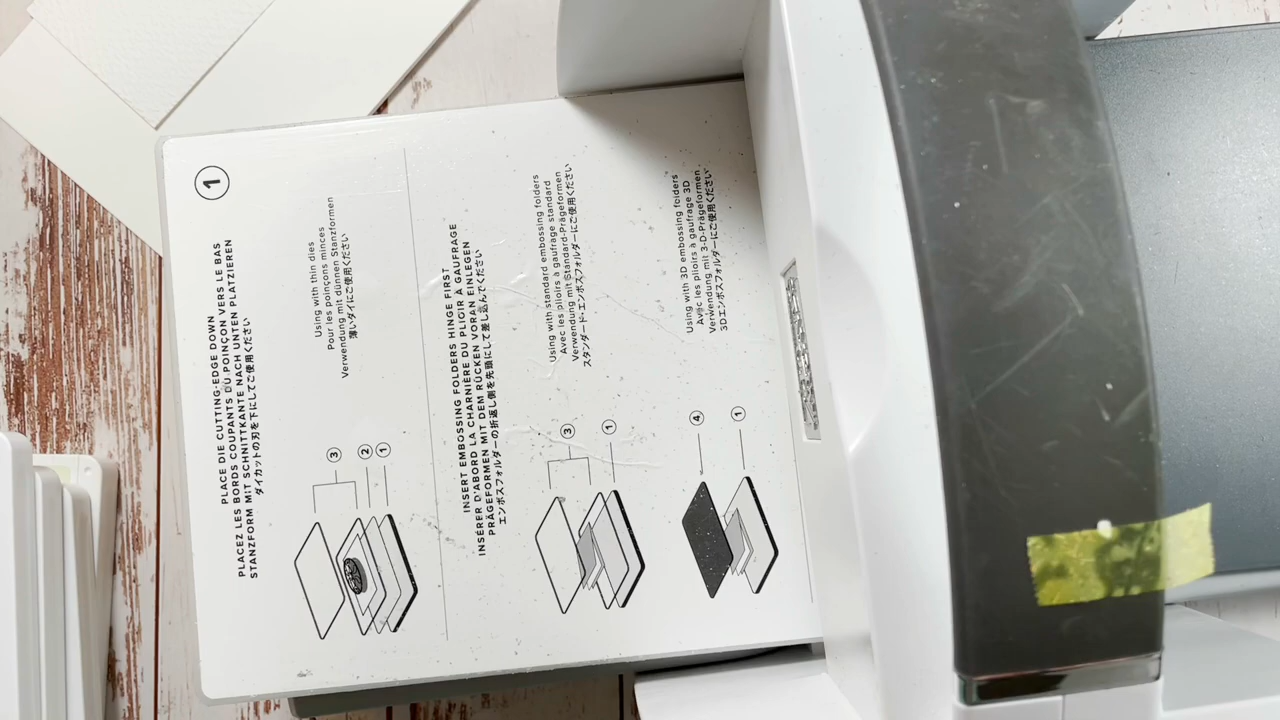 1
PLACE DIE CUTTING-EDGE DOWN
PLACEZ LES BORDS COUPANTS DU POINÇON VERS LE BAS
STANZFORM MIT SCHNITTKANTE NACH UNTEN PLATZIEREN
ダイカットの刃を下にしてご使用ください
Using with thin dies
Pour les poinçons minces
Verwendung mit dünnen Stanzformen
薄いダイにご使用ください
3
2
1
INSERT EMBOSSING FOLDERS HINGE FIRST
INSÉRER D'ABORD LA CHARNIÈRE DU PLIOIR À GAUFRAGE
PRÄGEFORMEN MIT DEM RÜCKEN VORAN EINLEGEN
エンボスフォルダーの折返し側を先頭にして差し込んでください
Using with standard embossing folders
Avec les plioirs à gaufrage standard
Verwendung mit Standard-Prägeformen
スタンダード・エンボスフォルダーにご使用ください
3
1
Using with 3D embossing folders
Avec les plioirs à gaufrage 3D
Verwendung mit 3-D-Prägeformen
3Dエンボスフォルダーにご使用ください
4
1